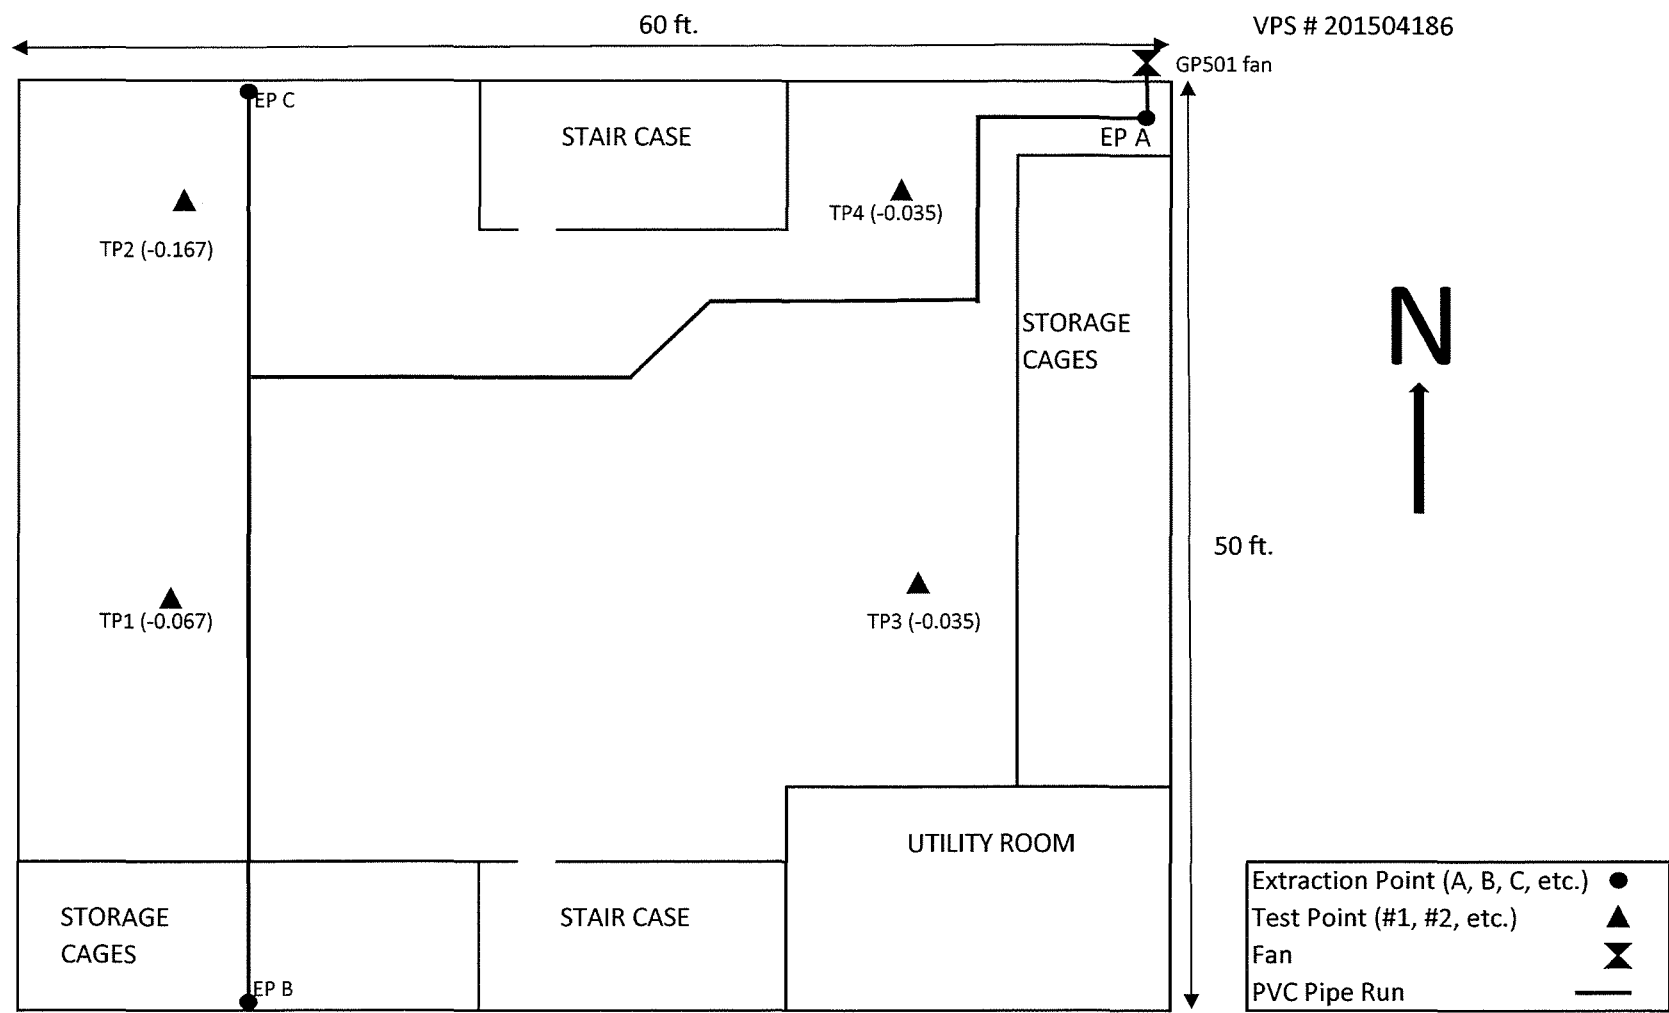 60 ft.
VPS # 201504186
GP501 fan
EP C
STAIR CASE
EP A
TP2 (-0.167)
TP4 (-0.035)
STORAGE
CAGES
N
50 ft.
TP1 (-0.067)
TP3 (-0.035)
UTILITY ROOM
STORAGE
CAGES
STAIR CASE
EP B
Extraction Point (A, B, C, etc.)
Test Point (#1, #2, etc.)
Fan
PVC Pipe Run